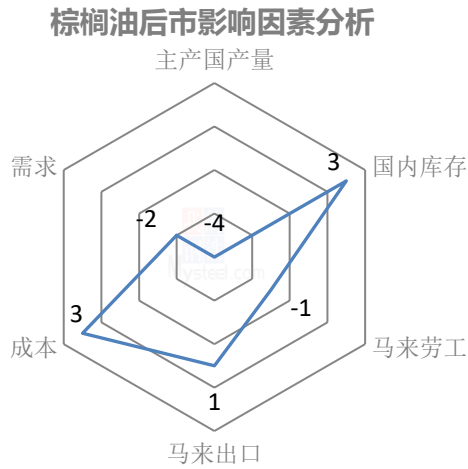 棕榈油后市影响因素分析
主产国产量
需求
3
国内库存
-2
-4
Mysteel.com
-1
3
成本
马来劳工
1
马来出口